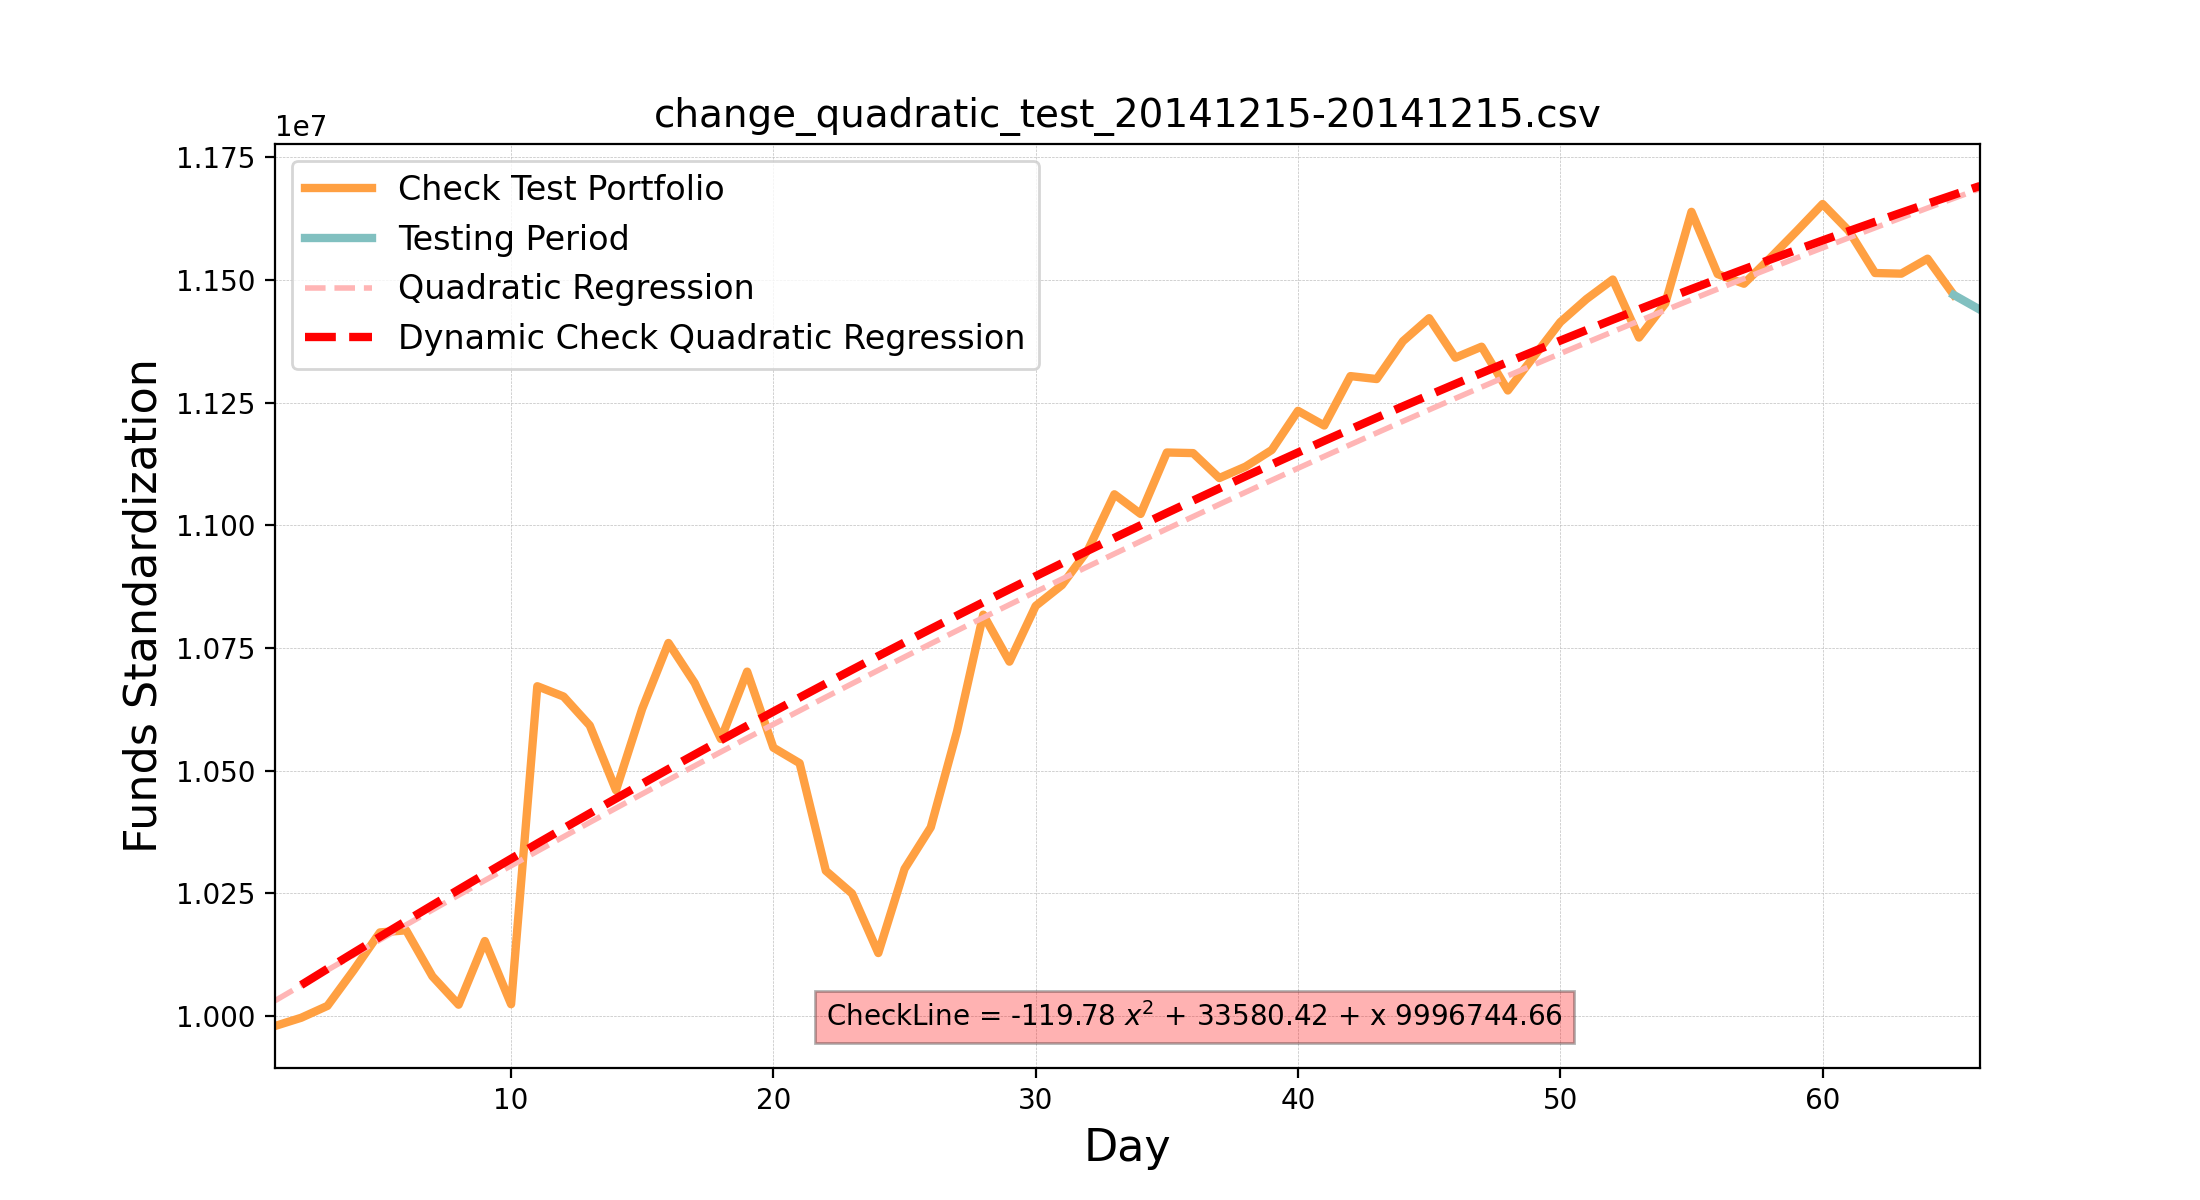 change_quadratic_test_20141215-20141215.csv
1e7
Check Test Portfolio
Testing Period
Quadratic Regression
Dynamic Check Quadratic Regression
1.175
1.150
1.125
1.100
1.075
1.050
1.025
1.000
Funds Standardization
CheckLine = -119.78 x² + 33580.42 + x 9996744.66
10 20 30 40 50 60
Day